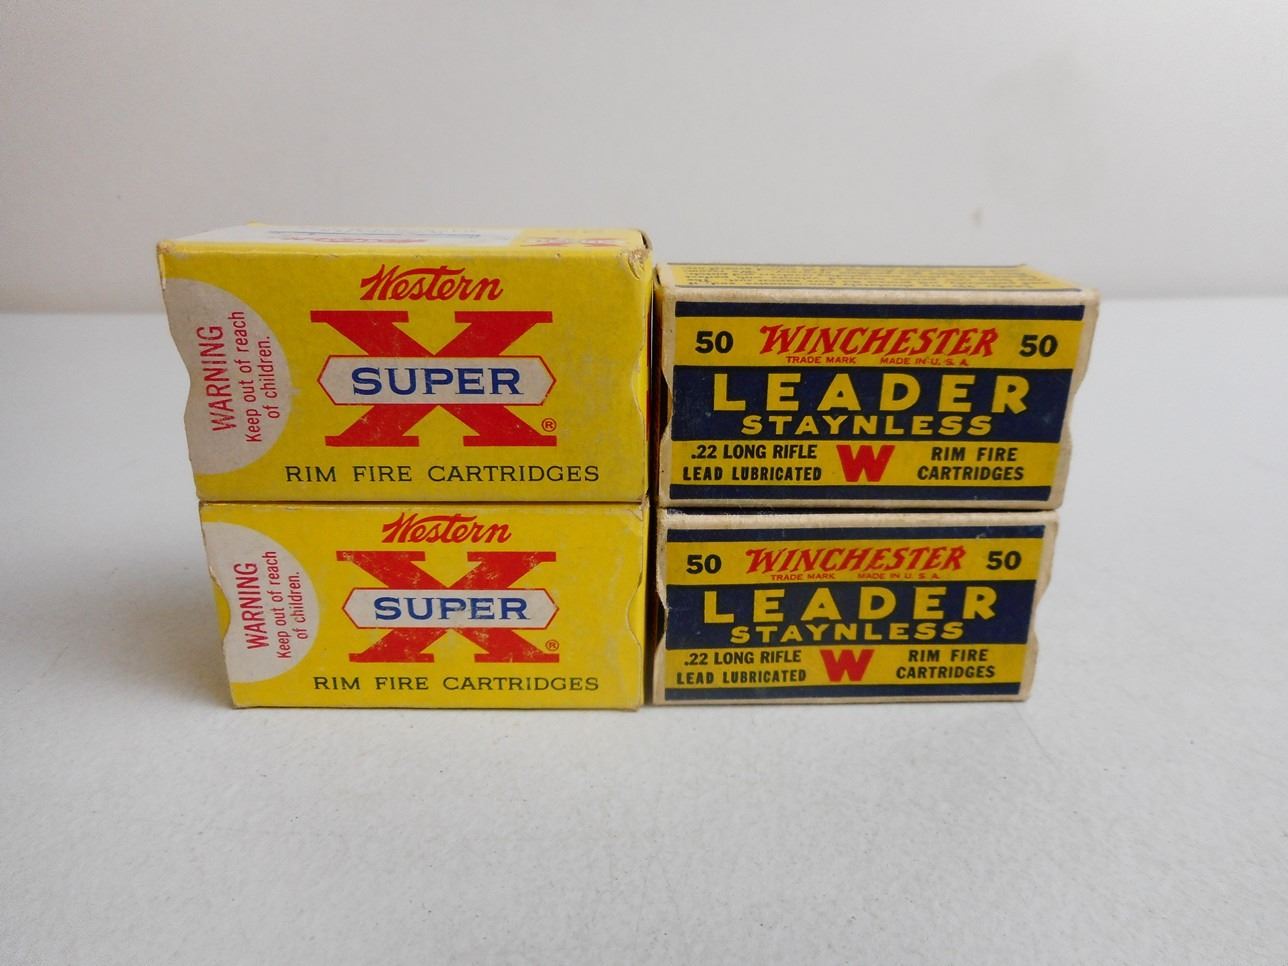 WARNING
Keep out of reach
of children.
Western
X
SUPER
®
RIM FIRE CARTRIDGES
50 WINCHESTER 50
TRADE MARK MADE IN U.S.A.
LEADER
STAYNLESS
.22 LONG RIFLE W RIM FIRE
LEAD LUBRICATED CARTRIDGES
WARNING
Keep out of reach
of children.
Western
X
SUPER
®
RIM FIRE CARTRIDGES
50 WINCHESTER 50
TRADE MARK MADE IN U.S.A.
LEADER
STAYNLESS
.22 LONG RIFLE W RIM FIRE
LEAD LUBRICATED CARTRIDGES